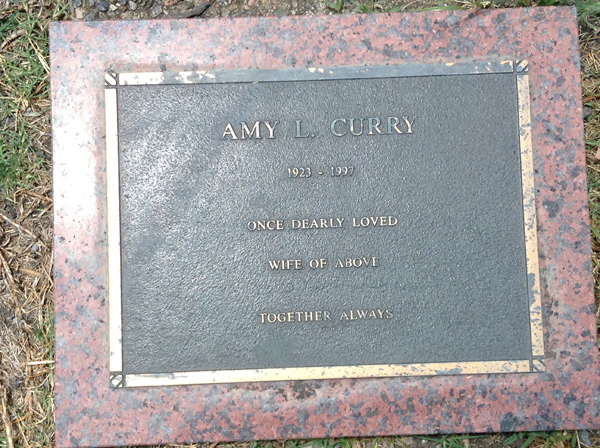 AMY L. CURRY
1923 - 1997
ONCE DEARLY LOVED
WIFE OF ABOVE
TOGETHER ALWAYS